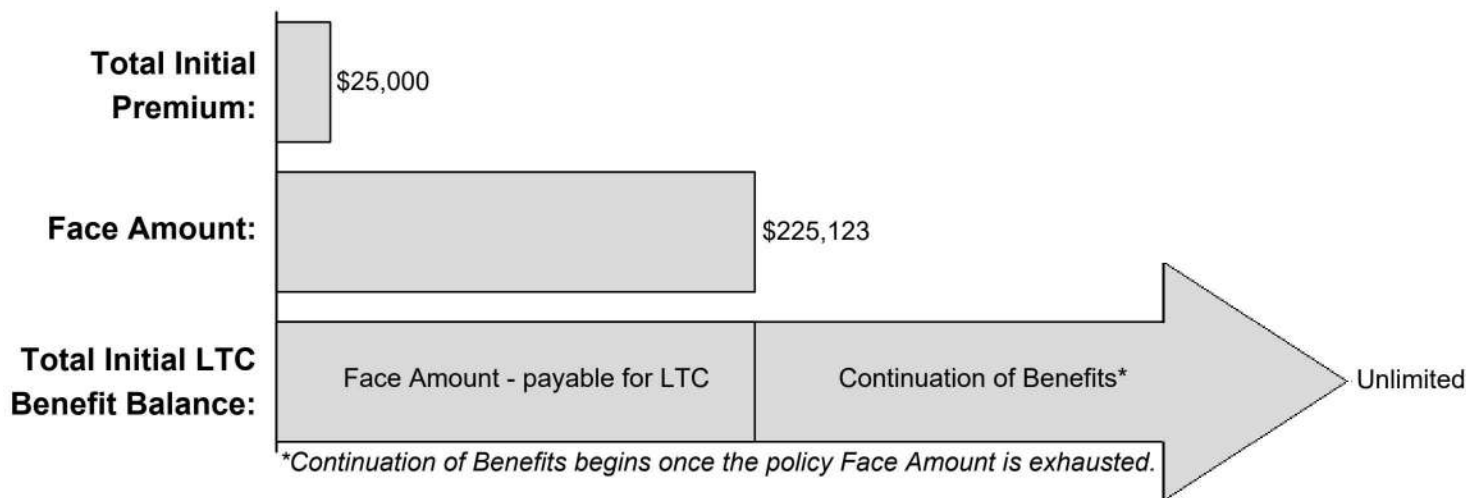 Total Initial
Premium:
$25,000
Face Amount:
$225,123
Total Initial LTC
Benefit Balance:
Face Amount - payable for LTC
Continuation of Benefits*
Unlimited
*Continuation of Benefits begins once the policy Face Amount is exhausted.